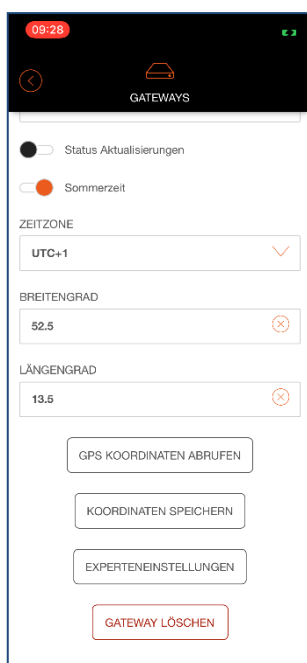 09:28
GATEWAYS
Status Aktualisierungen
Sommerzeit
ZEITZONE
UTC+1
BREITENGRAD
52.5
LÄNGENGRAD
13.5
GPS KOORDINATEN ABRUFEN
KOORDINATEN SPEICHERN
EXPERTENEINSTELLUNGEN
GATEWAY LÖSCHEN